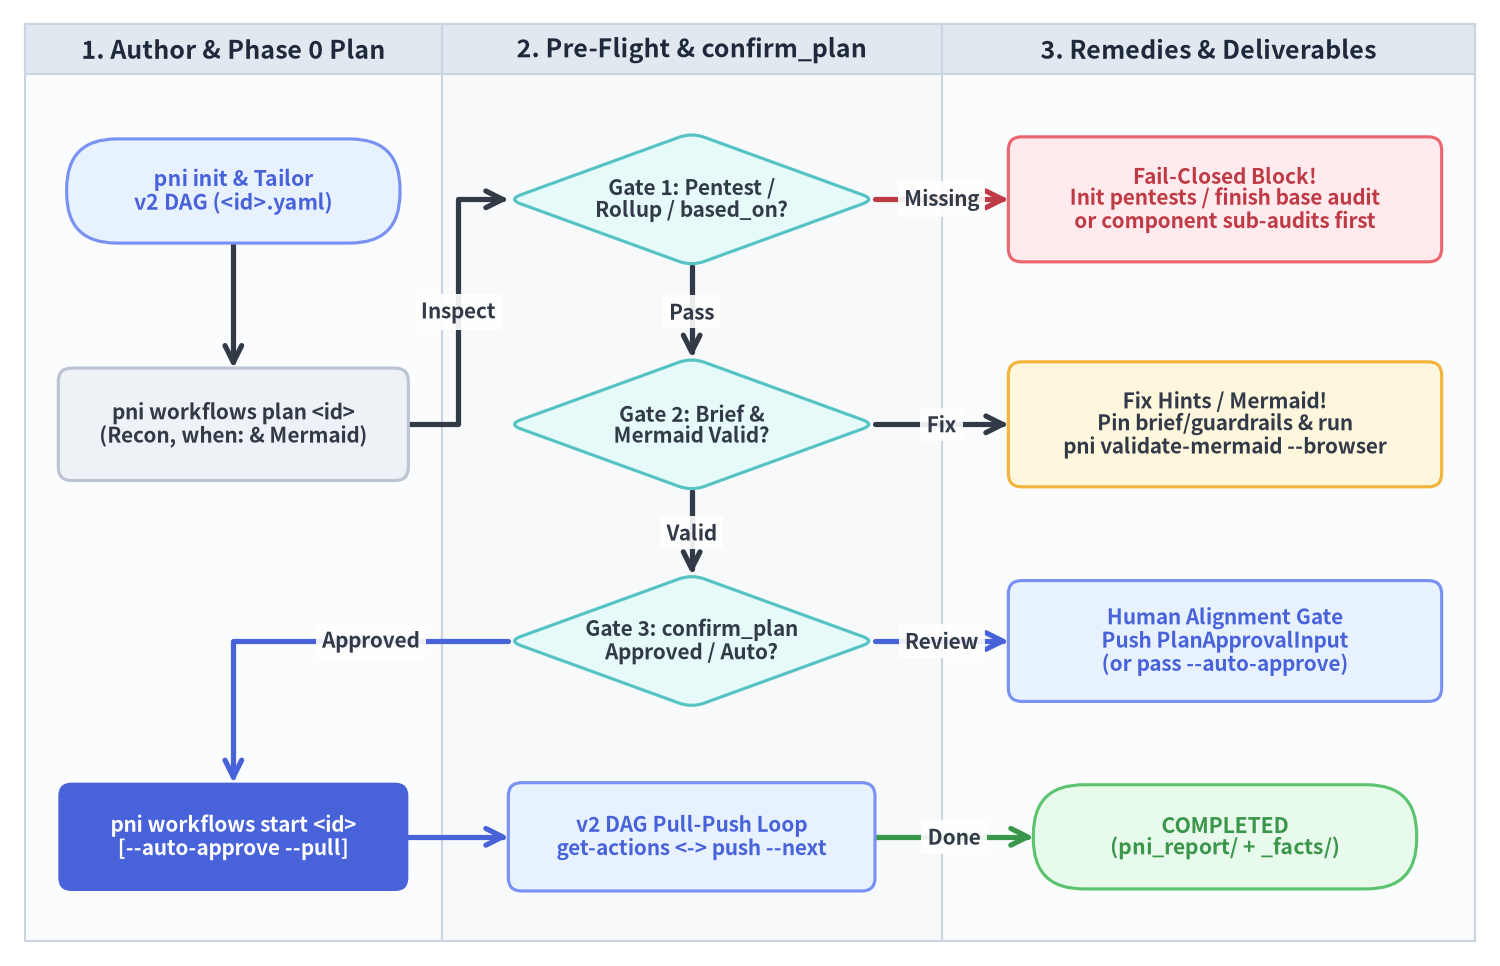 1. Author & Phase 0 Plan
2. Pre-Flight & confirm_plan
3. Remedies & Deliverables
pni init & Tailor
v2 DAG (<id>.yaml)
Gate 1: Pentest /
Rollup / based_on?
Missing
Fail-Closed Block!
Init pentests / finish base audit
or component sub-audits first
Inspect
Pass
pni workflows plan <id>
(Recon, when: & Mermaid)
Gate 2: Brief &
Mermaid Valid?
Fix
Fix Hints / Mermaid!
Pin brief/guardrails & run
pni validate-mermaid --browser
Valid
Approved
Gate 3: confirm_plan
Approved / Auto?
Review
Human Alignment Gate
Push PlanApprovalInput
(or pass --auto-approve)
pni workflows start <id>
[--auto-approve --pull]
v2 DAG Pull-Push Loop
get-actions <-> push --next
Done
COMPLETED
(pni_report/ + _facts/)